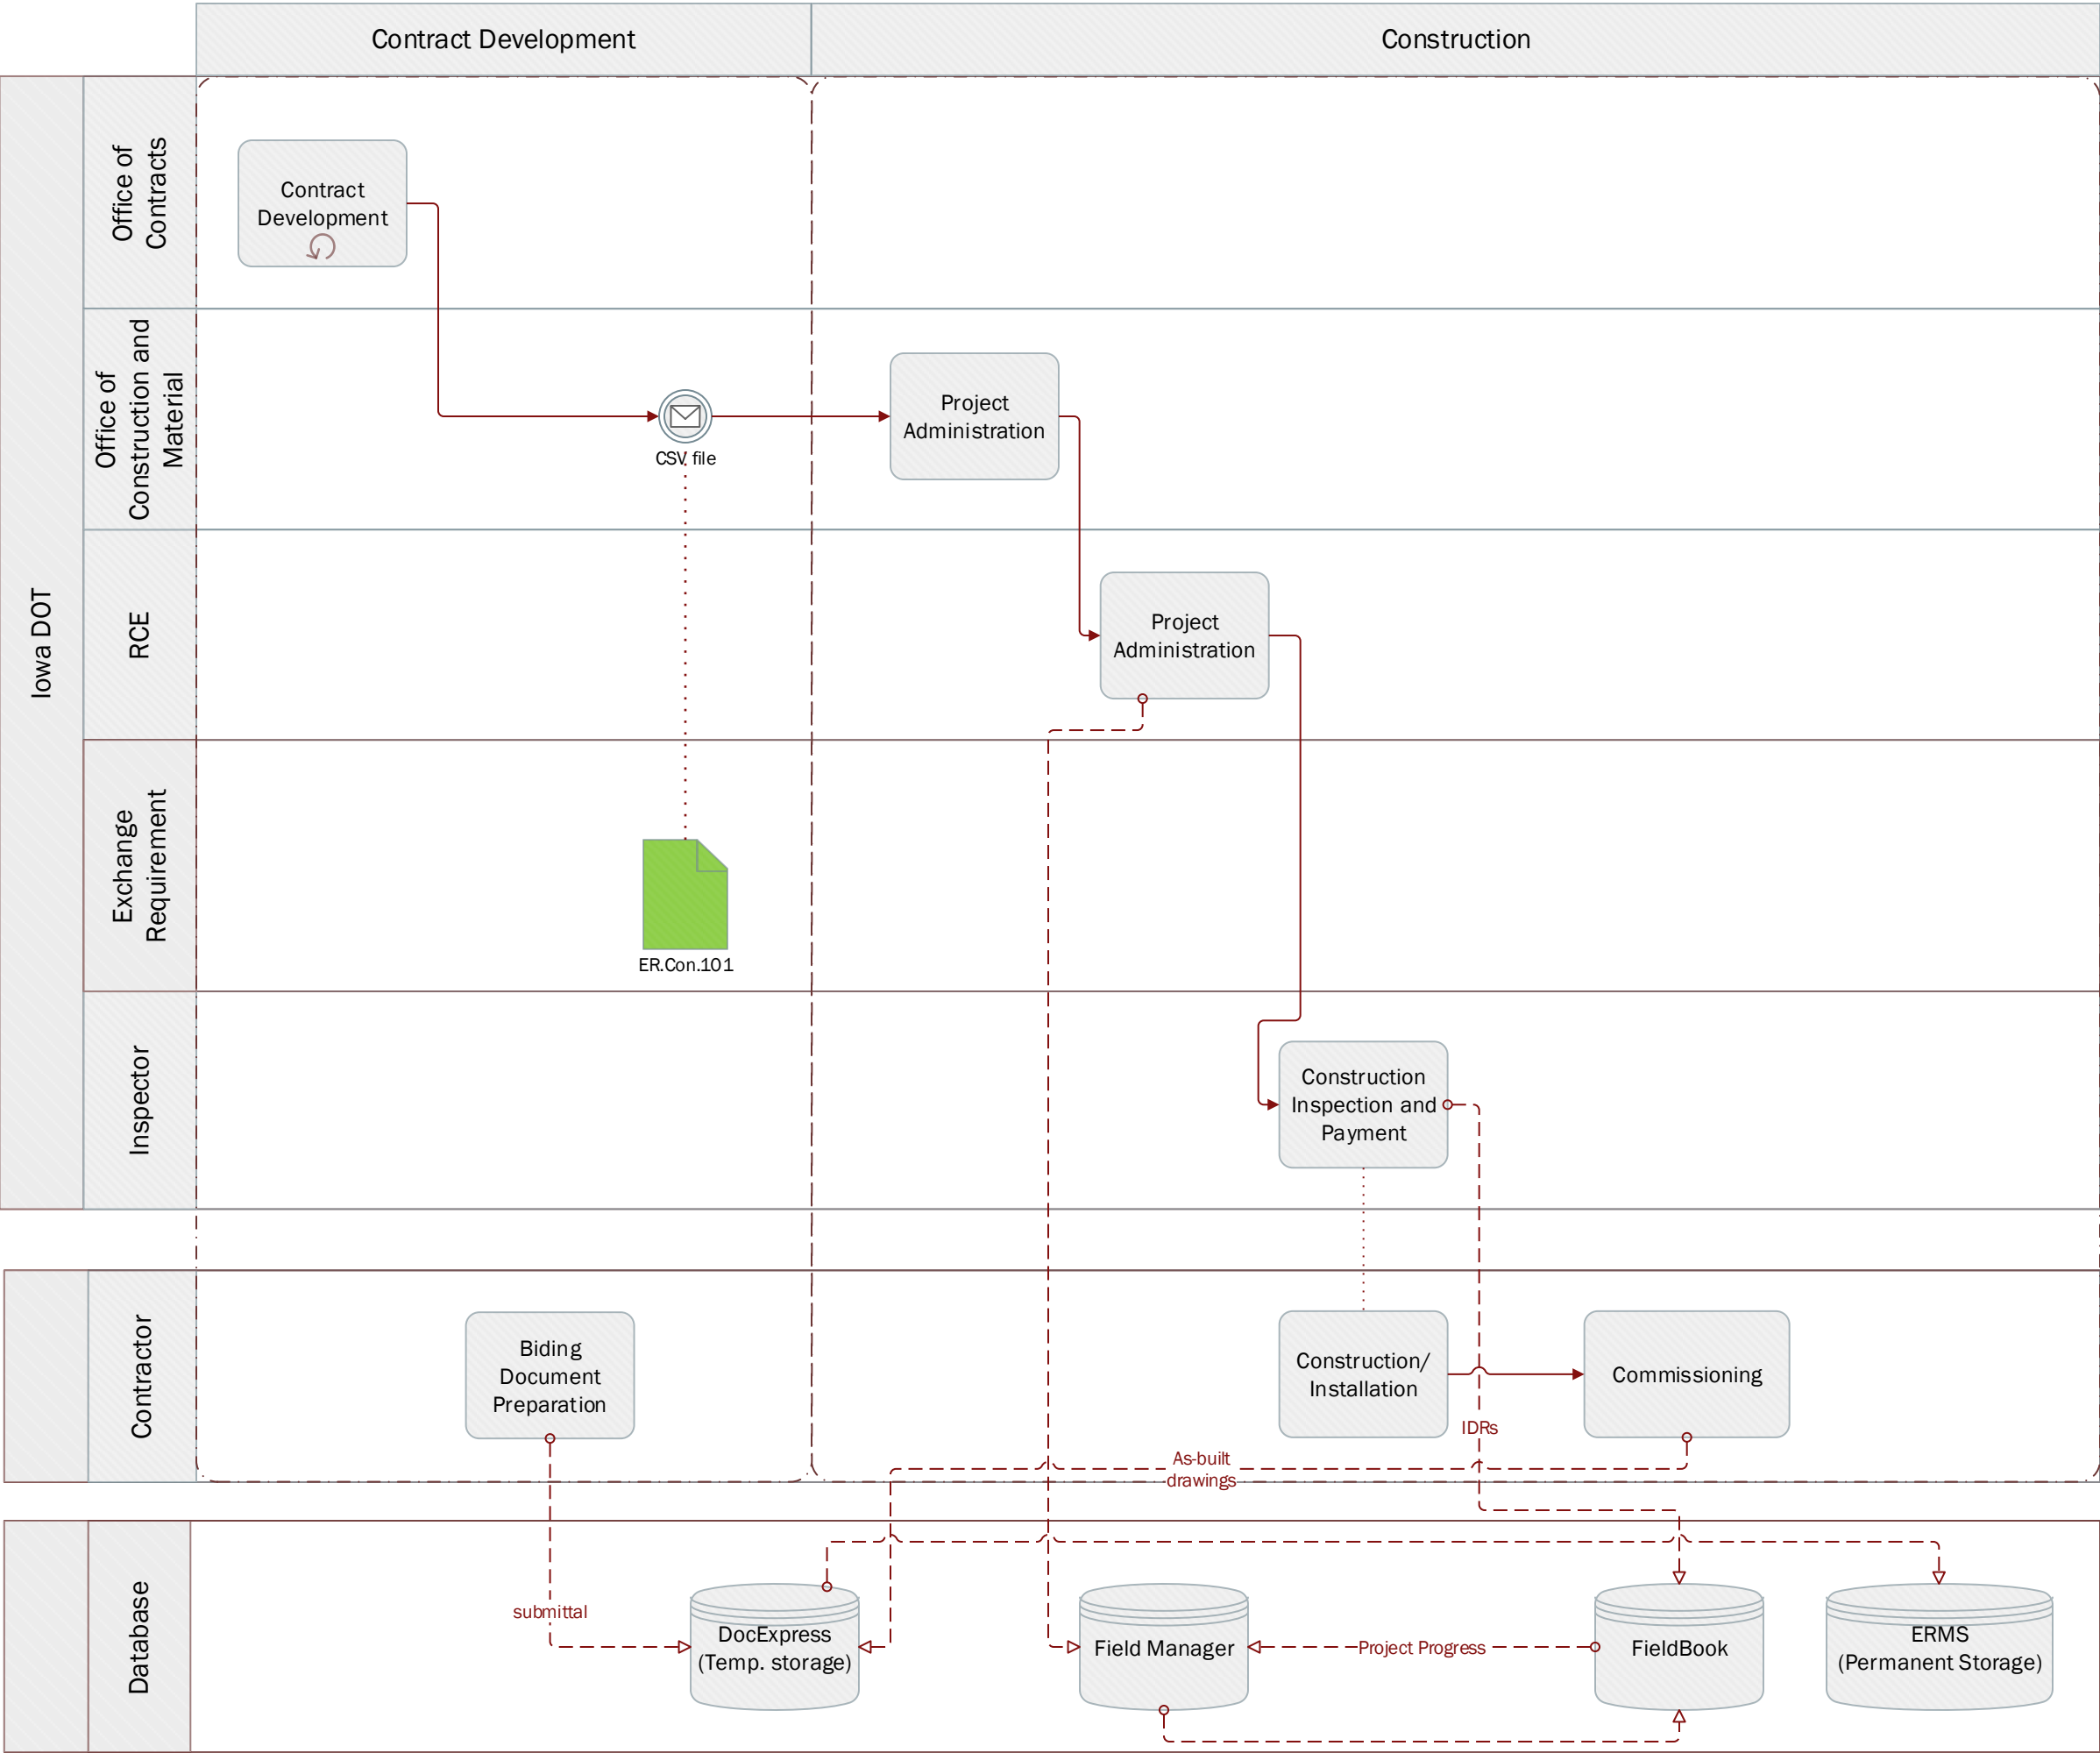 Contract Development
Construction
Iowa DOT
Office of
Contracts
Contract
Development
Office of
Construction and
Material
CSV file
Project
Administration
RCE
Project
Administration
Exchange
Requirement
ER.Con.101
Inspector
Construction
Inspection and
Payment
Contractor
Biding
Document
Preparation
Construction/
Installation
Commissioning
IDRs
As-built
drawings
Database
submittal
DocExpress
(Temp. storage)
Field Manager
Project Progress
FieldBook
ERMS
(Permanent Storage)